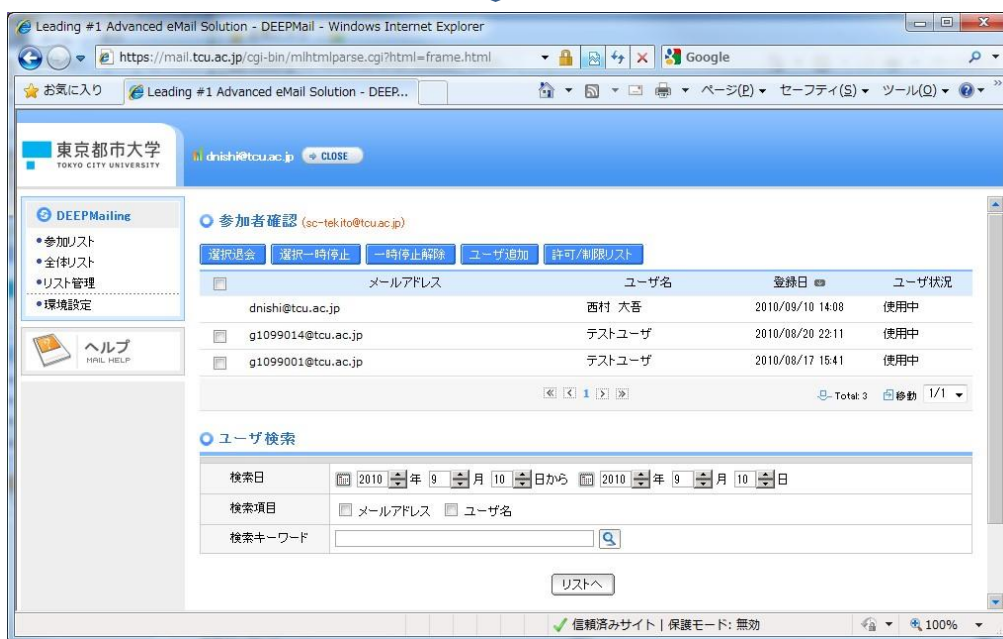 Leading #1 Advanced eMail Solution - DEEPMail - Windows Internet Explorer
https://mail.tcu.ac.jp/cgi-bin/mlhtmlparse.cgi?html=frame.html
Google
お気に入り
Leading #1 Advanced eMail Solution - DEEP...
ページ(P)
セーフティ(S)
ツール(O)
東京都市大学
TOKYO CITY UNIVERSITY
dnishi@tcu.ac.jp
CLOSE
DEEPMailing
参加リスト
全体リスト
リスト管理
環境設定
ヘルプ
MAIL HELP
参加者確認 (sc-tekito@tcu.ac.jp)
選択退会 選択一時停止 一時停止解除 ユーザ追加 許可/制限リスト
メールアドレス ユーザ名 登録日 ユーザ状況
dnishi@tcu.ac.jp 西村 大吾 2010/09/10 14:08 使用中
g1099014@tcu.ac.jp テストユーザ 2010/08/20 22:11 使用中
g1099001@tcu.ac.jp テストユーザ 2010/08/17 15:41 使用中
1
Total: 3 移動 1/1
ユーザ検索
検索日 2010 年 9 月 10 日から 2010 年 9 月 10 日
検索項目 メールアドレス ユーザ名
検索キーワード
リストへ
信頼済みサイト | 保護モード: 無効
100%